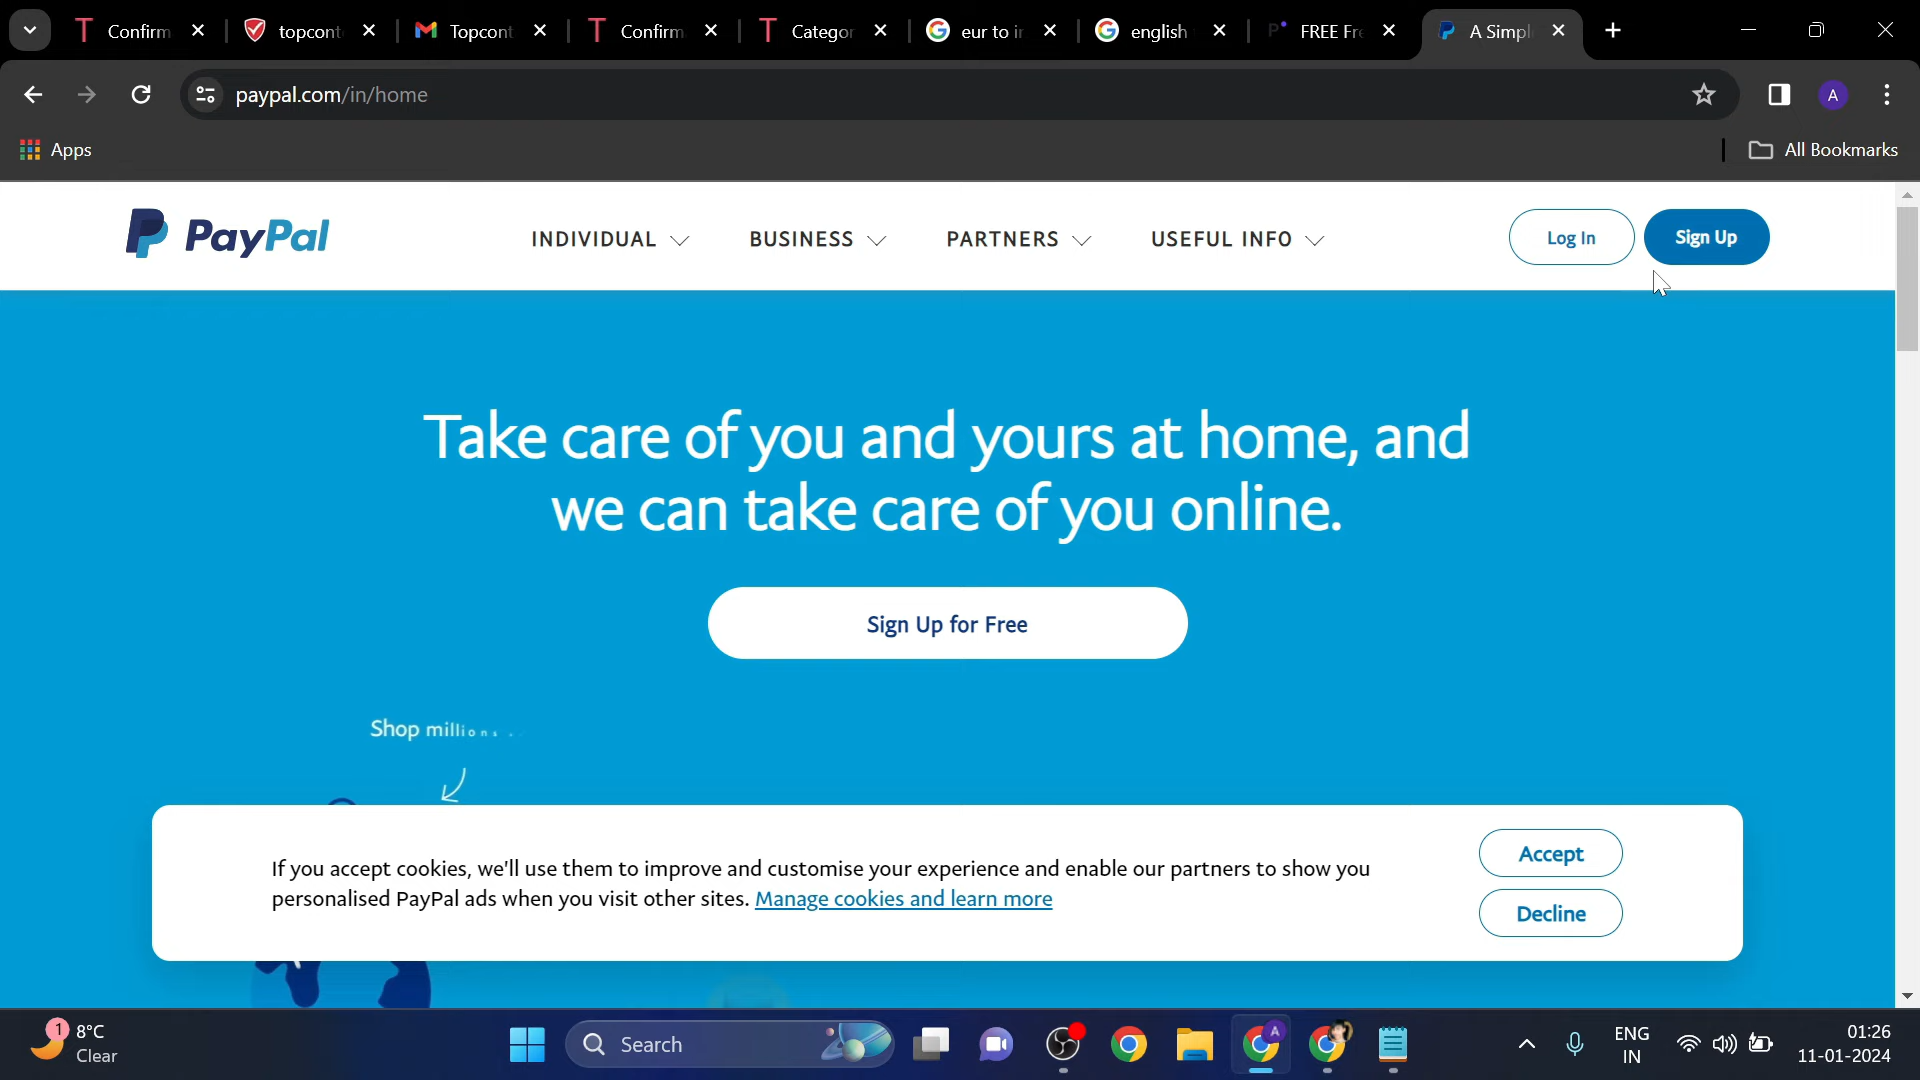 Confirm
topcont
Topcont
Confirm
Categor
eur to in
english
FREE Fre
A Simpl
paypal.com/in/home
A
Apps
All Bookmarks
PayPal
INDIVIDUAL
BUSINESS
PARTNERS
USEFUL INFO
Log In
Sign Up
Take care of you and yours at home, and
we can take care of you online.
Sign Up for Free
Shop millions
If you accept cookies, we'll use them to improve and customise your experience and enable our partners to show you
personalised PayPal ads when you visit other sites. Manage cookies and learn more
Accept
Decline
1
8°C
Clear
Search
A
ENG
IN
01:26
11-01-2024